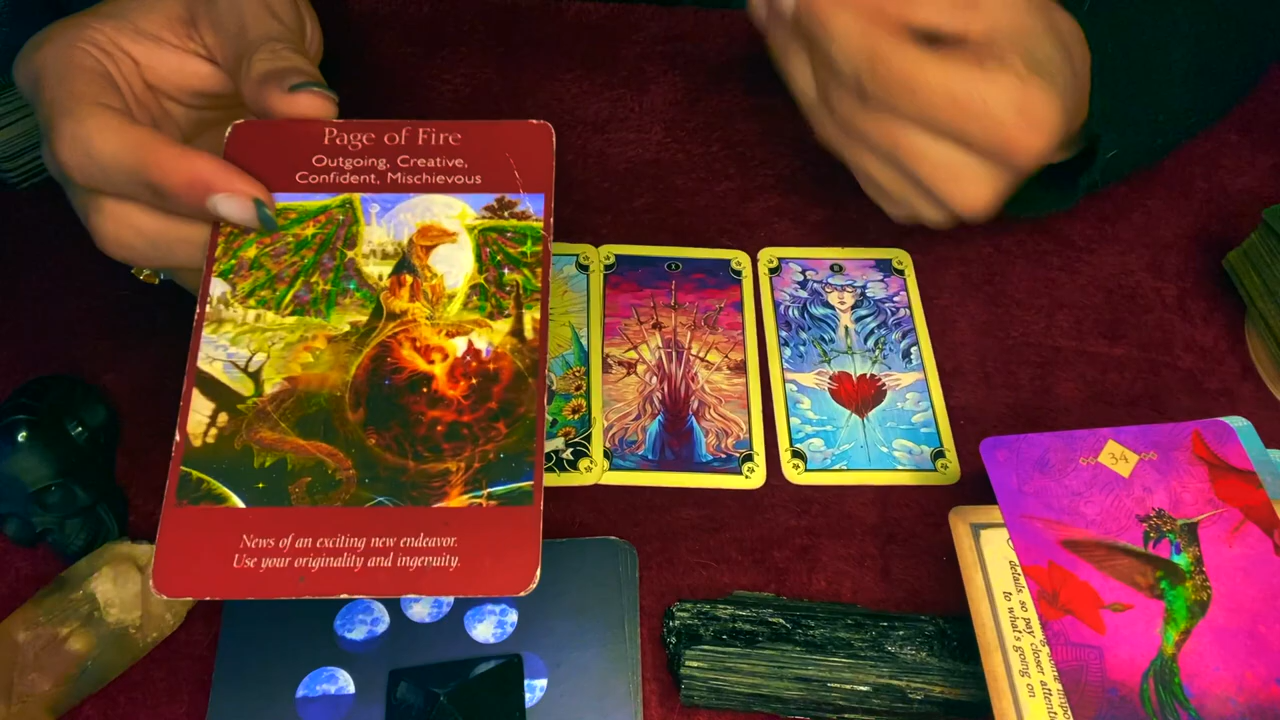 Page of Fire
Outgoing, Creative,
Confident, Mischievous
News of an exciting new endeavor.
Use your originality and ingenuity.
X
34
details, so pay closer
to what's going on